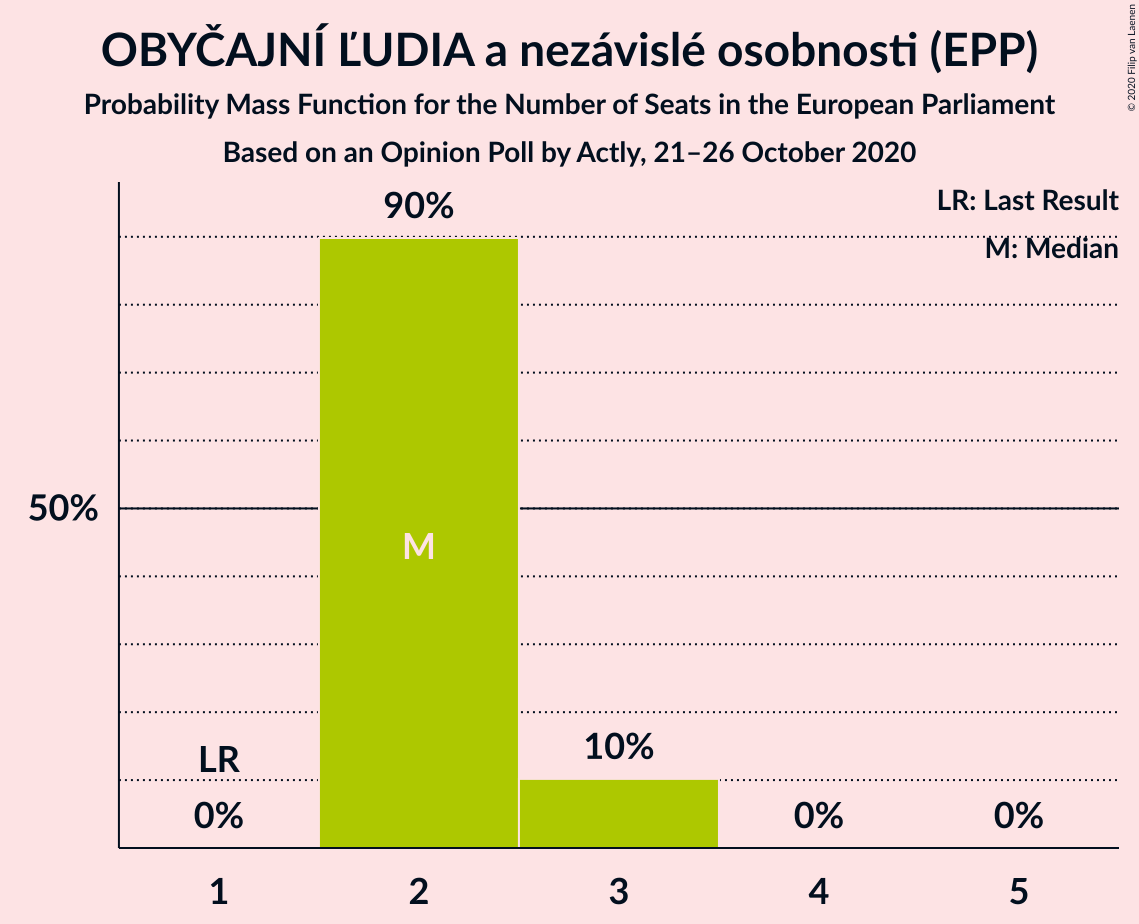 OBYČAJNÍ ĽUDIA a nezávislé osobnosti (EPP)
Probability Mass Function for the Number of Seats in the European Parliament
Based on an Opinion Poll by Actly, 21–26 October 2020
© 2020 Filip van Laenen
LR: Last Result
M: Median
90%
50%
M
LR
10%
0%
0%
0%
1
2
3
4
5